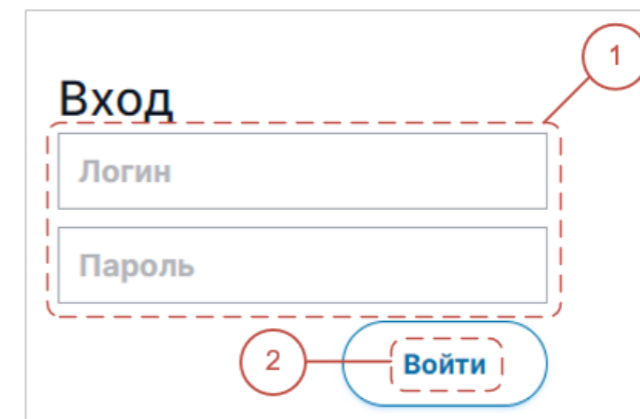 1
Вход
Логин
Пароль
2
Войти